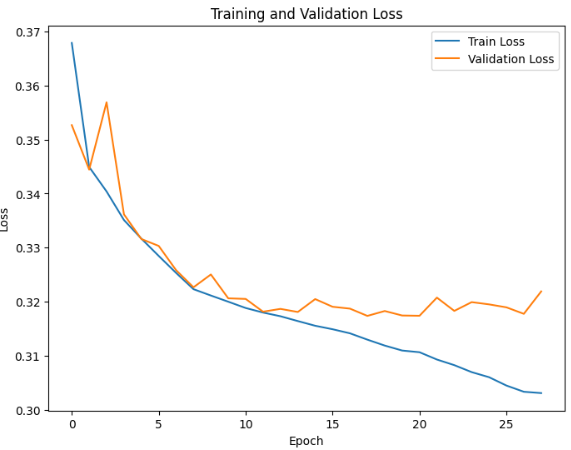 Training and Validation Loss
Train Loss
Validation Loss
0.37
0.36
0.35
0.34
0.33
0.32
0.31
0.30
Loss
0
5
10
15
20
25
Epoch